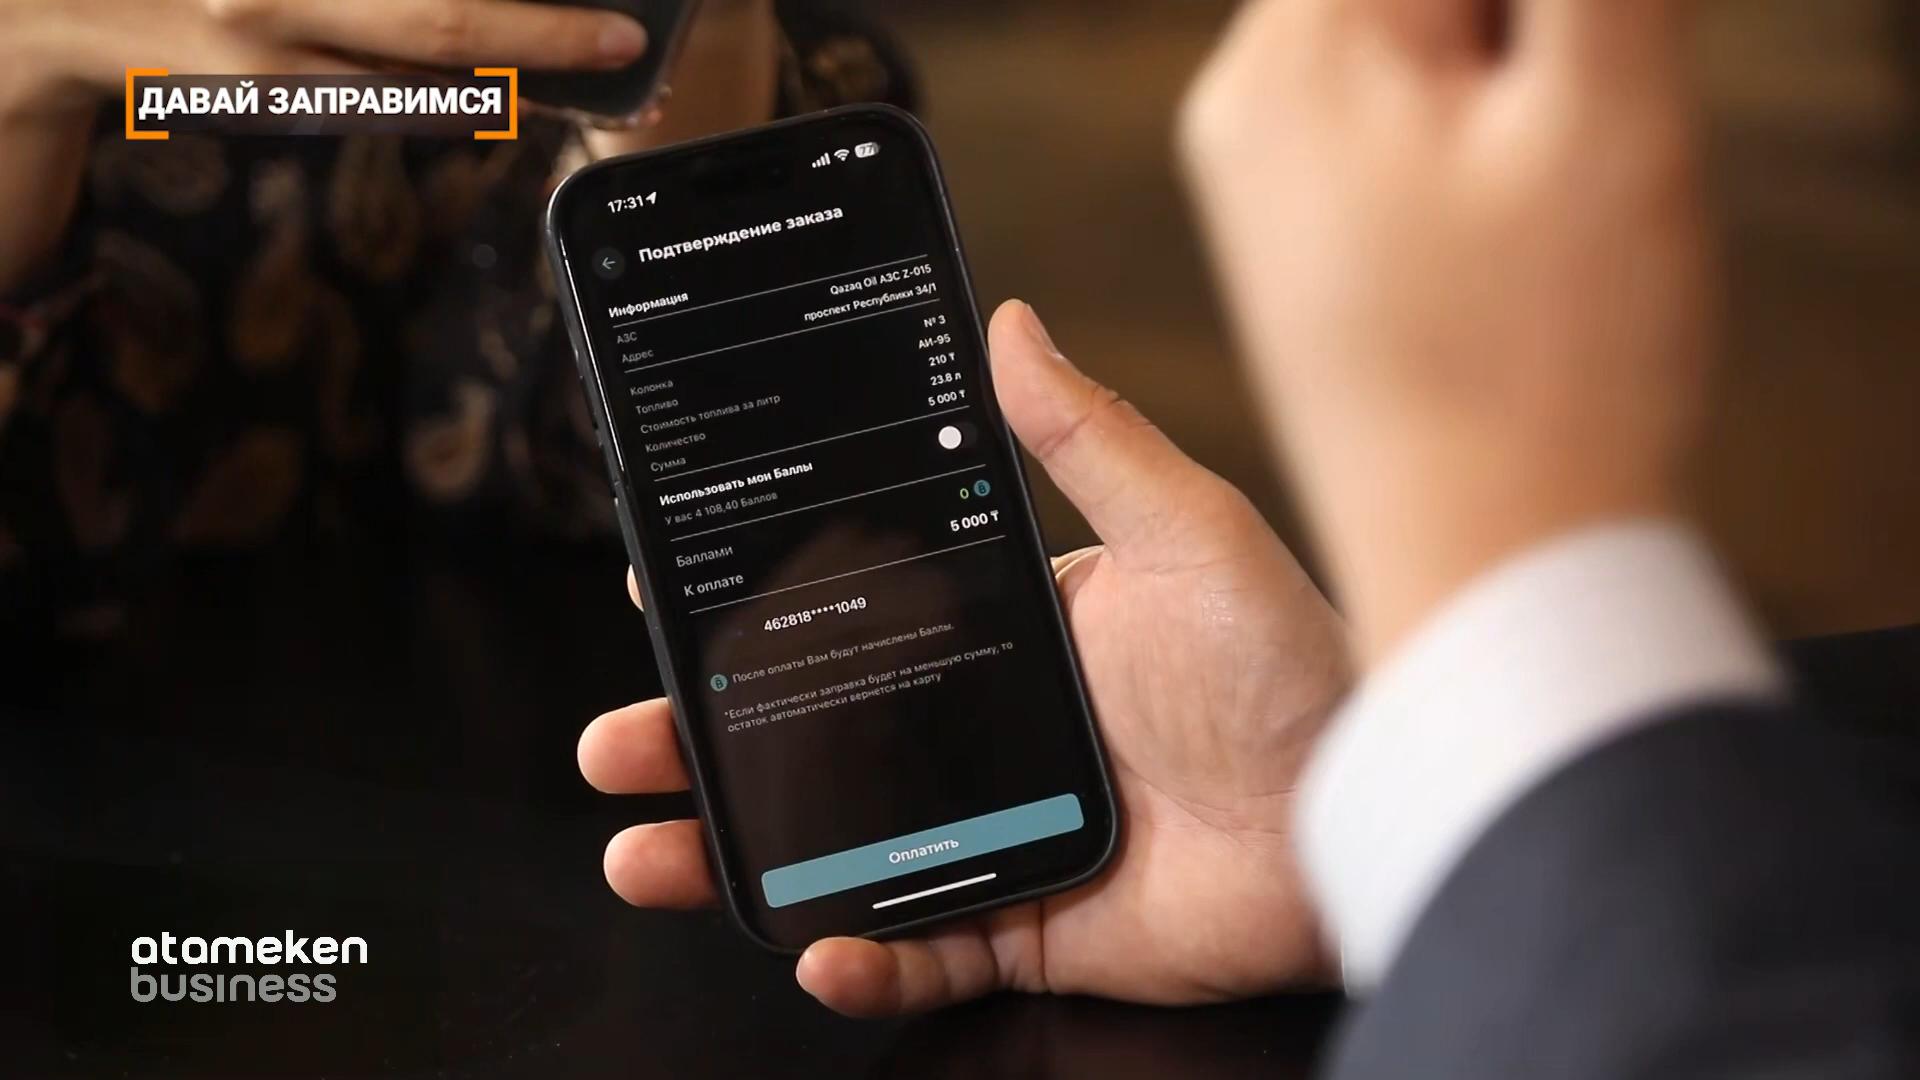 ДАВАЙ ЗАПРАВИМСЯ
17:31
77
Подтверждение заказа
Информация
АЗС Qazaq Oil АЗС Z-015
Адрес проспект Республики 34/1
Колонка № 3
Топливо АИ-95
Стоимость топлива за литр 210 ₸
Количество 23.8 л
Сумма 5 000 ₸
Использовать мои Баллы
У вас 4 108,40 Баллов
Баллами 0 B
К оплате 5 000 ₸
462818****1049
B После оплаты Вам будут начислены Баллы.
*Если фактически заправка будет на меньшую сумму, то
остаток автоматически вернется на карту
Оплатить
atameken
business